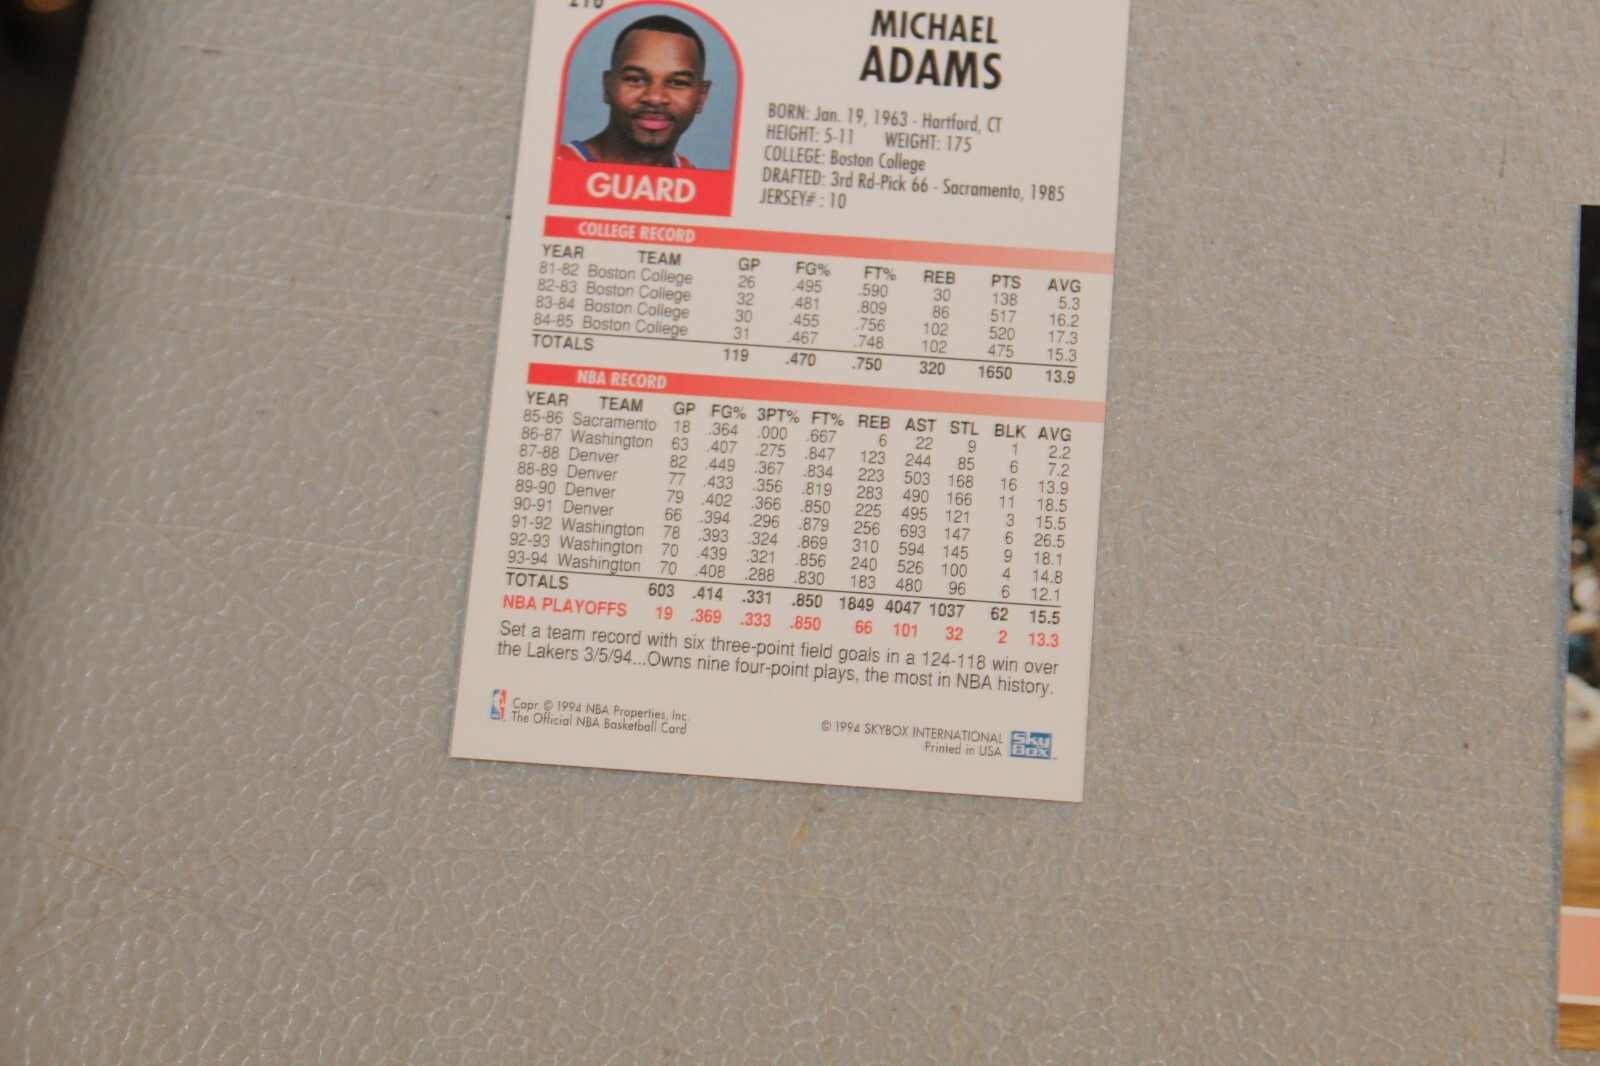 MICHAEL
ADAMS
BORN: Jan. 19, 1963 - Hartford, CT
HEIGHT: 5-11 WEIGHT: 175
COLLEGE: Boston College
DRAFTED: 3rd Rd-Pick 66 - Sacramento, 1985
JERSEY# : 10
GUARD
COLLEGE RECORD
YEAR TEAM GP FG% FT% REB PTS AVG
81-82 Boston College 26 .495 .590 30 138 5.3
82-83 Boston College 32 .481 .809 86 517 16.2
83-84 Boston College 30 .455 .756 102 520 17.3
84-85 Boston College 31 .467 .748 102 475 15.3
TOTALS 119 .470 .750 320 1650 13.9
NBA RECORD
YEAR TEAM GP FG% 3PT% FT% REB AST STL BLK AVG
85-86 Sacramento 18 .364 .000 .667 6 22 9 1 2.2
86-87 Washington 63 .407 .275 .847 123 244 85 6 7.2
87-88 Denver 82 .449 .367 .834 223 503 168 16 13.9
88-89 Denver 77 .433 .356 .819 283 490 166 11 18.5
89-90 Denver 79 .402 .366 .850 225 495 121 3 15.5
90-91 Denver 66 .394 .296 .879 256 693 147 6 26.5
91-92 Washington 78 .393 .324 .869 310 594 145 9 18.1
92-93 Washington 70 .439 .321 .856 240 526 100 4 14.8
93-94 Washington 70 .408 .288 .830 183 480 96 6 12.1
TOTALS 603 .414 .331 .850 1849 4047 1037 62 15.5
NBA PLAYOFFS 19 .369 .333 .850 66 101 32 2 13.3
Set a team record with six three-point field goals in a 124-118 win over
the Lakers 3/5/94...Owns nine four-point plays, the most in NBA history.
Copr. © 1994 NBA Properties, Inc.
The Official NBA Basketball Card
© 1994 SKYBOX INTERNATIONAL
Printed in USA
SkyBox